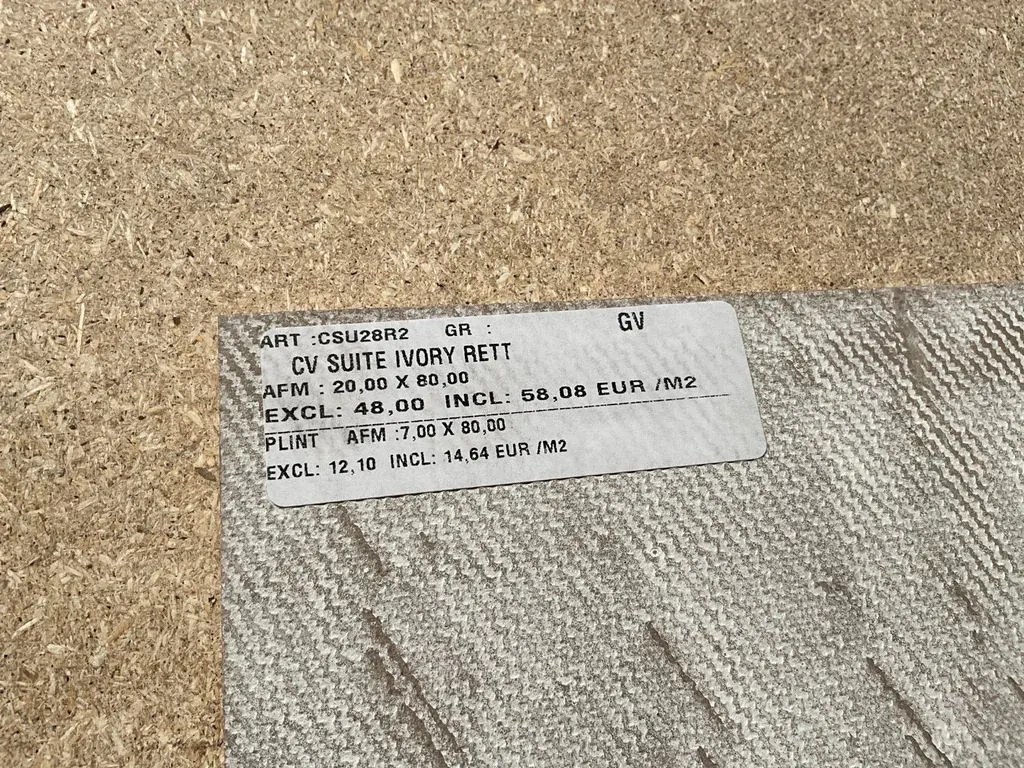 ART :CSU28R2 GR : GV
CV SUITE IVORY RETT
AFM : 20,00 X 80,00
EXCL: 48,00 INCL: 58,08 EUR /M2
PLINT AFM :7,00 X 80,00
EXCL: 12,10 INCL: 14,64 EUR /M2